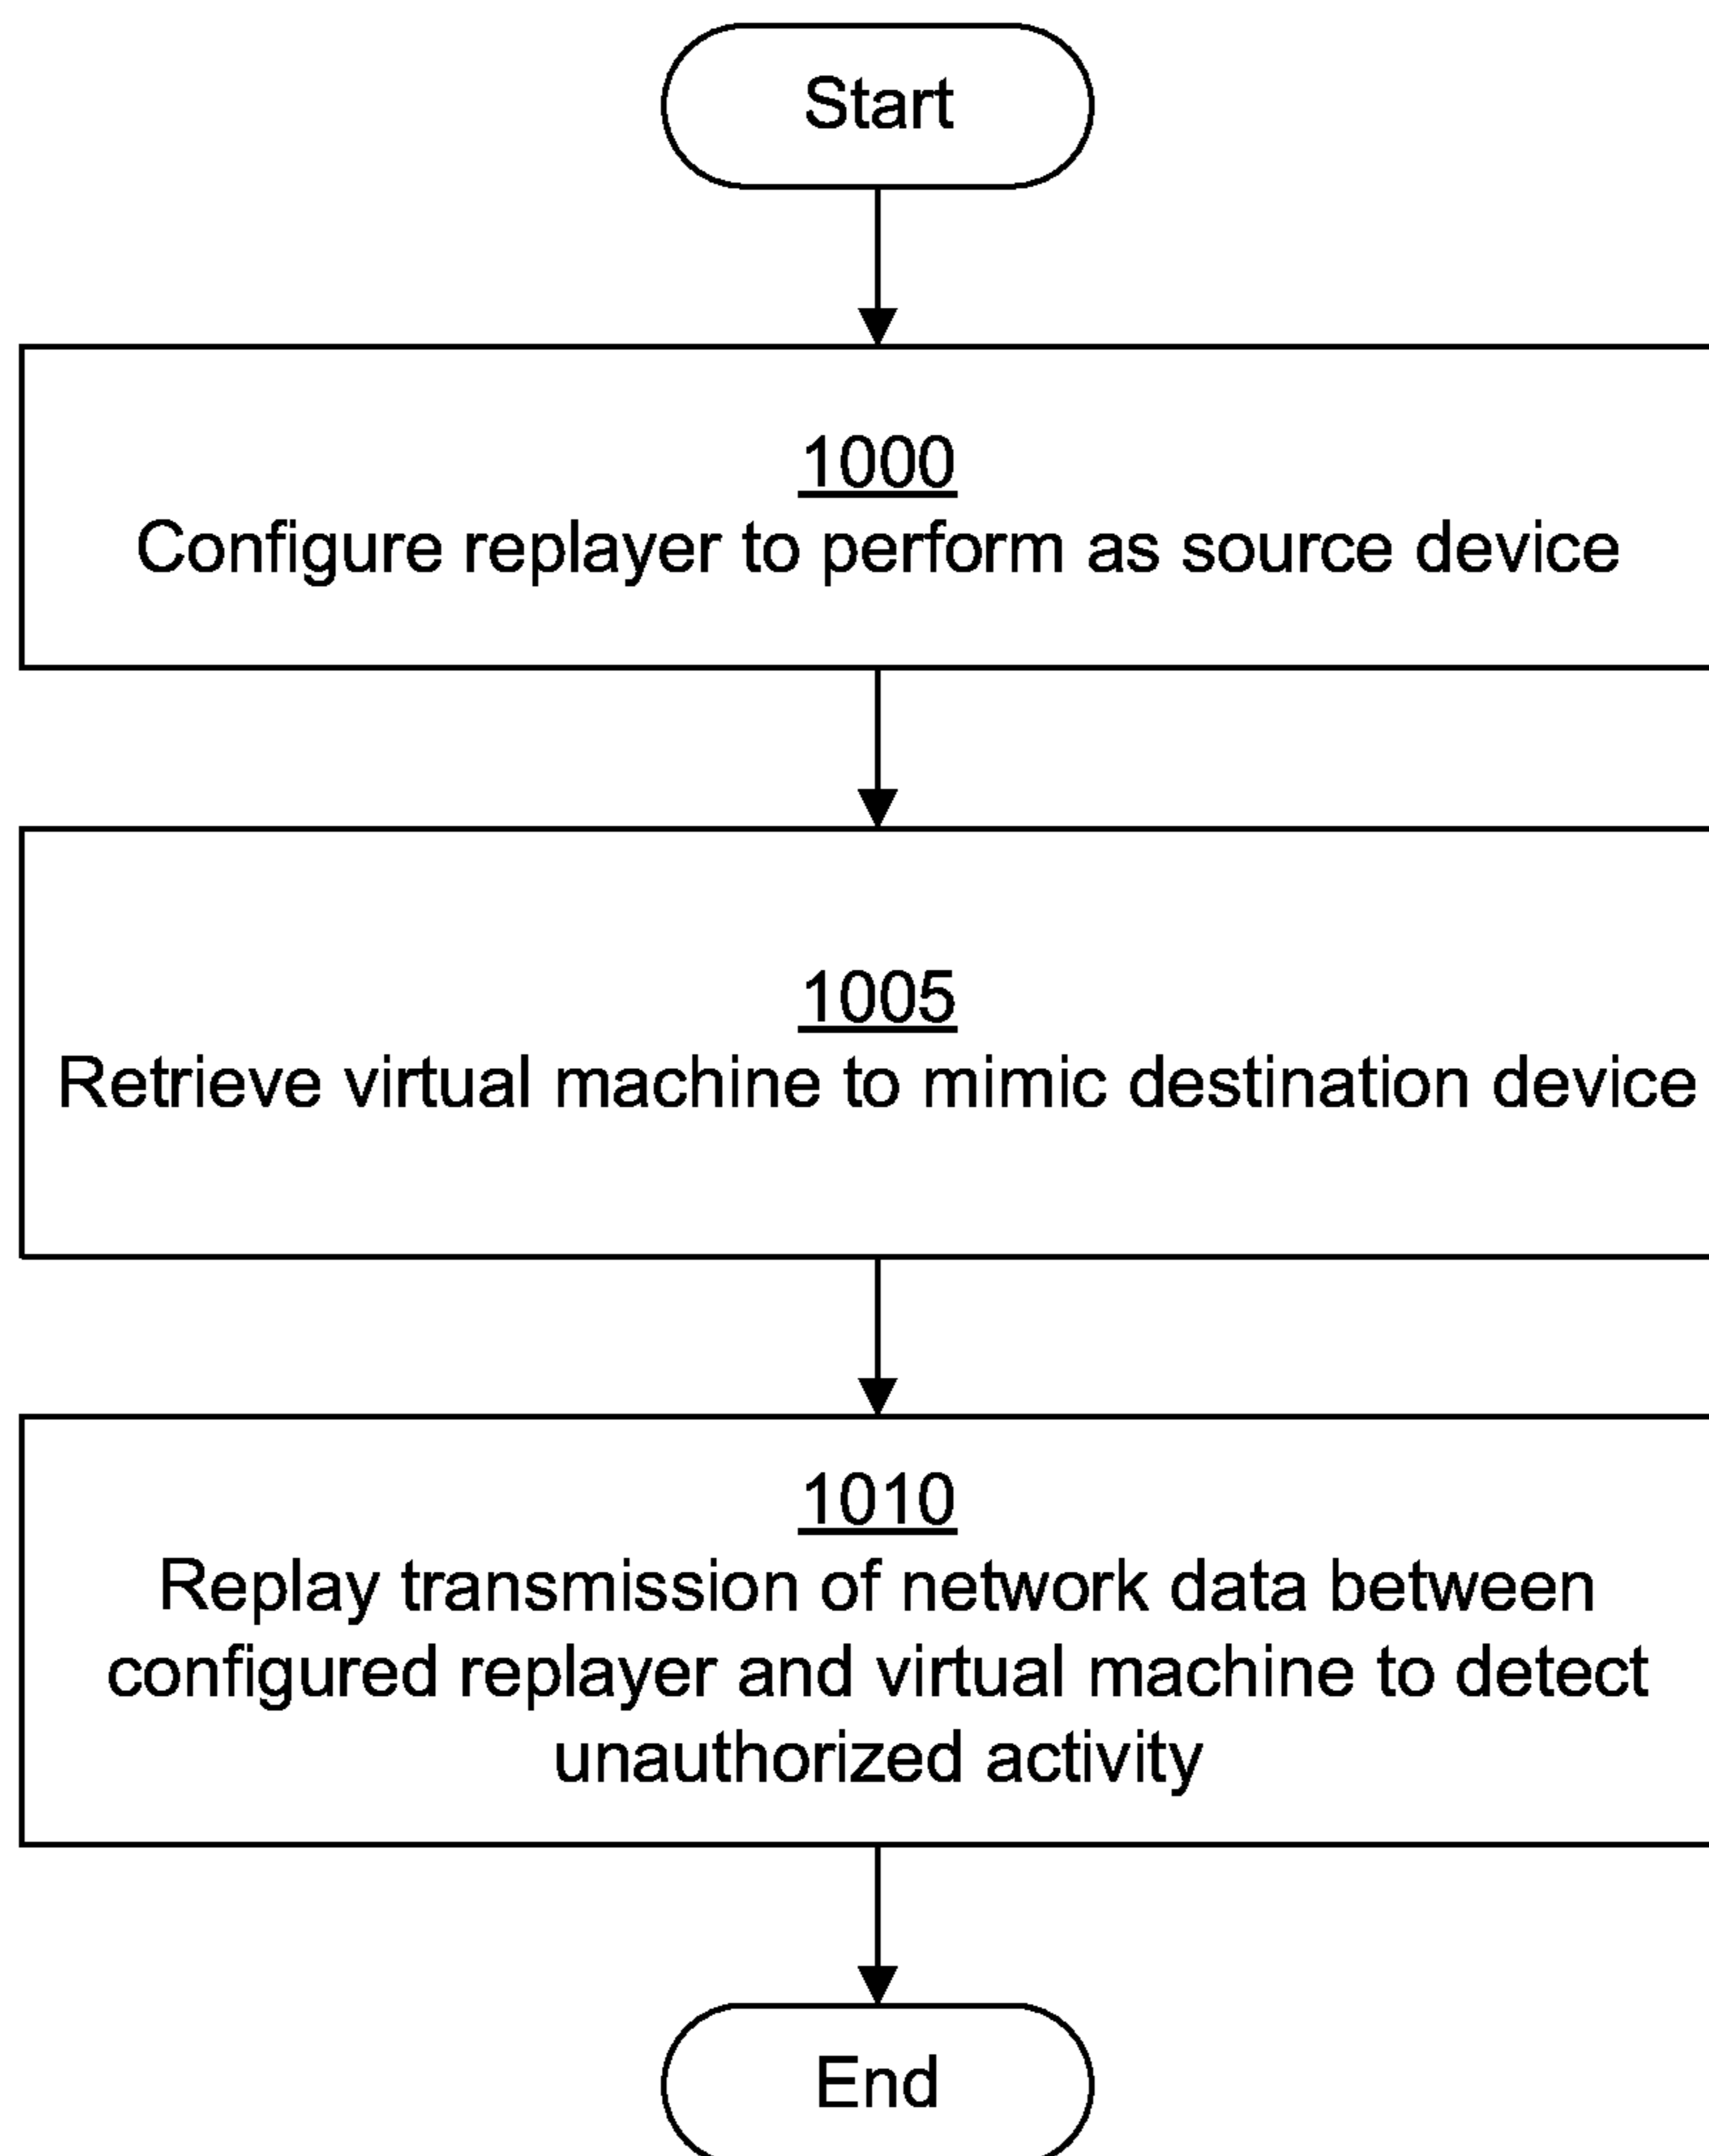 Start
1000
Configure replayer to perform as source device
1005
Retrieve virtual machine to mimic destination device
1010
Replay transmission of network data between
configured replayer and virtual machine to detect
unauthorized activity
End